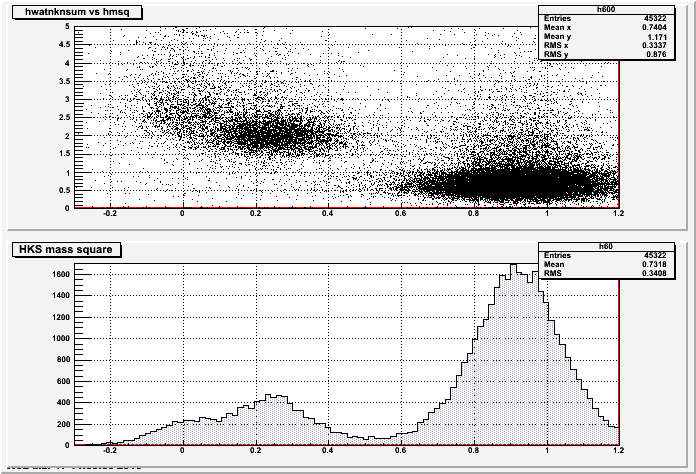 hwatnknsum vs hmsq
h600
Entries 45322
Mean x 0.7404
Mean y 1.171
RMS x 0.3337
RMS y 0.876
5
4.5
4
3.5
3
2.5
2
1.5
1
0.5
0
-0.2 0 0.2 0.4 0.6 0.8 1 1.2
HKS mass square
h60
Entries 45322
Mean 0.7318
RMS 0.3408
1600
1400
1200
1000
800
600
400
200
0
-0.2 0 0.2 0.4 0.6 0.8 1 1.2